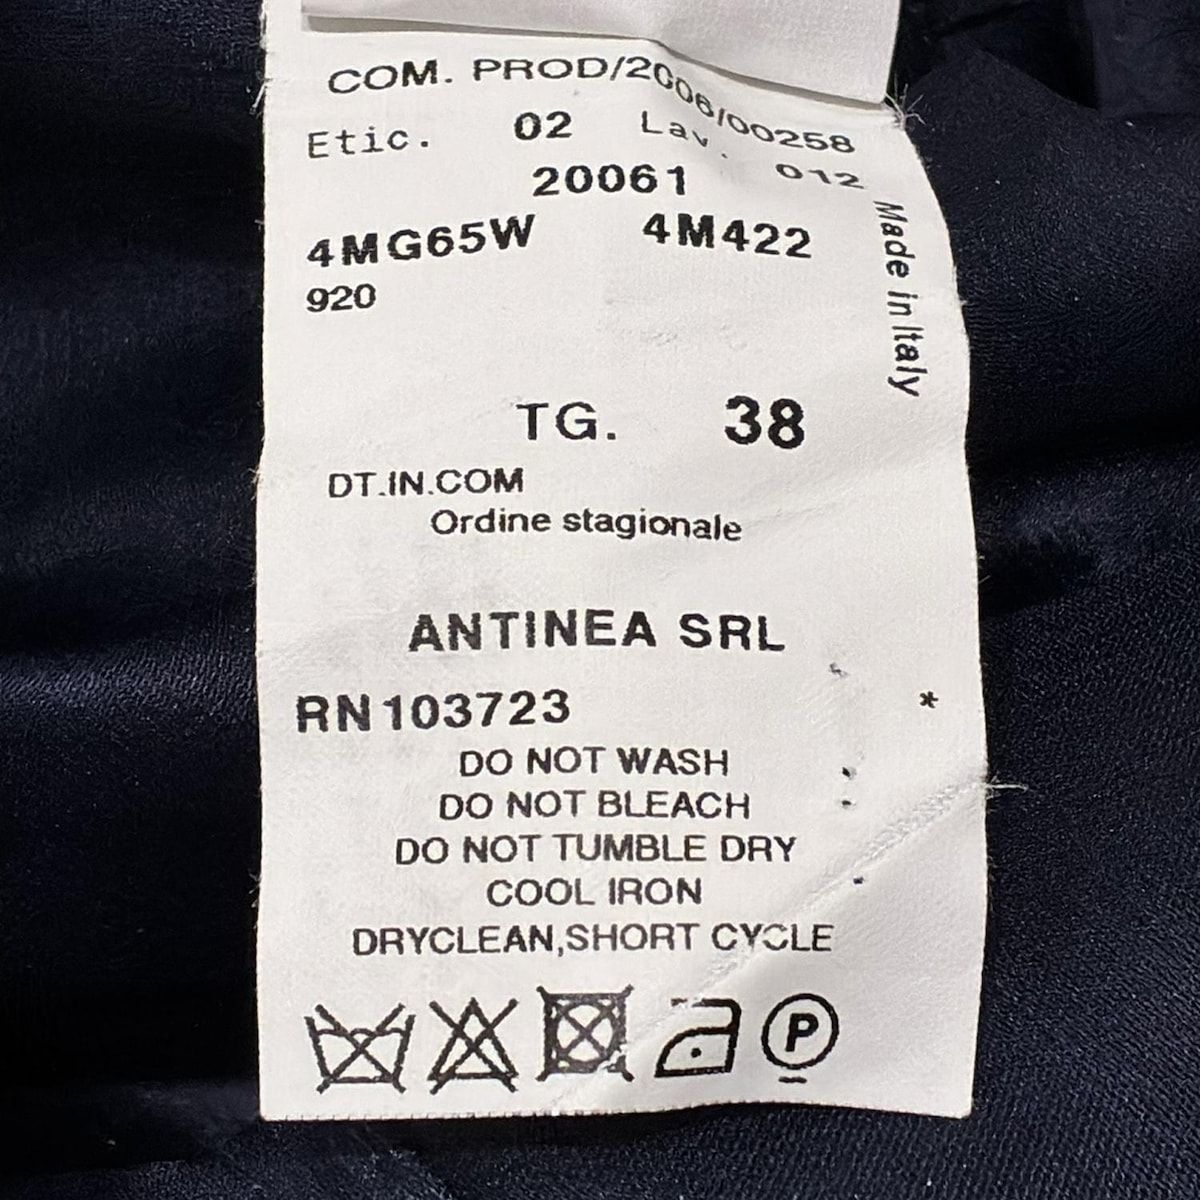 COM. PROD/2006/00258
Etic. 02 Lav. 012
20061
4MG65W 4M422
920
Made in Italy
TG. 38
DT.IN.COM
Ordine stagionale
ANTINEA SRL
RN103723 *
DO NOT WASH
DO NOT BLEACH
DO NOT TUMBLE DRY
COOL IRON
DRYCLEAN,SHORT CYCLE
P